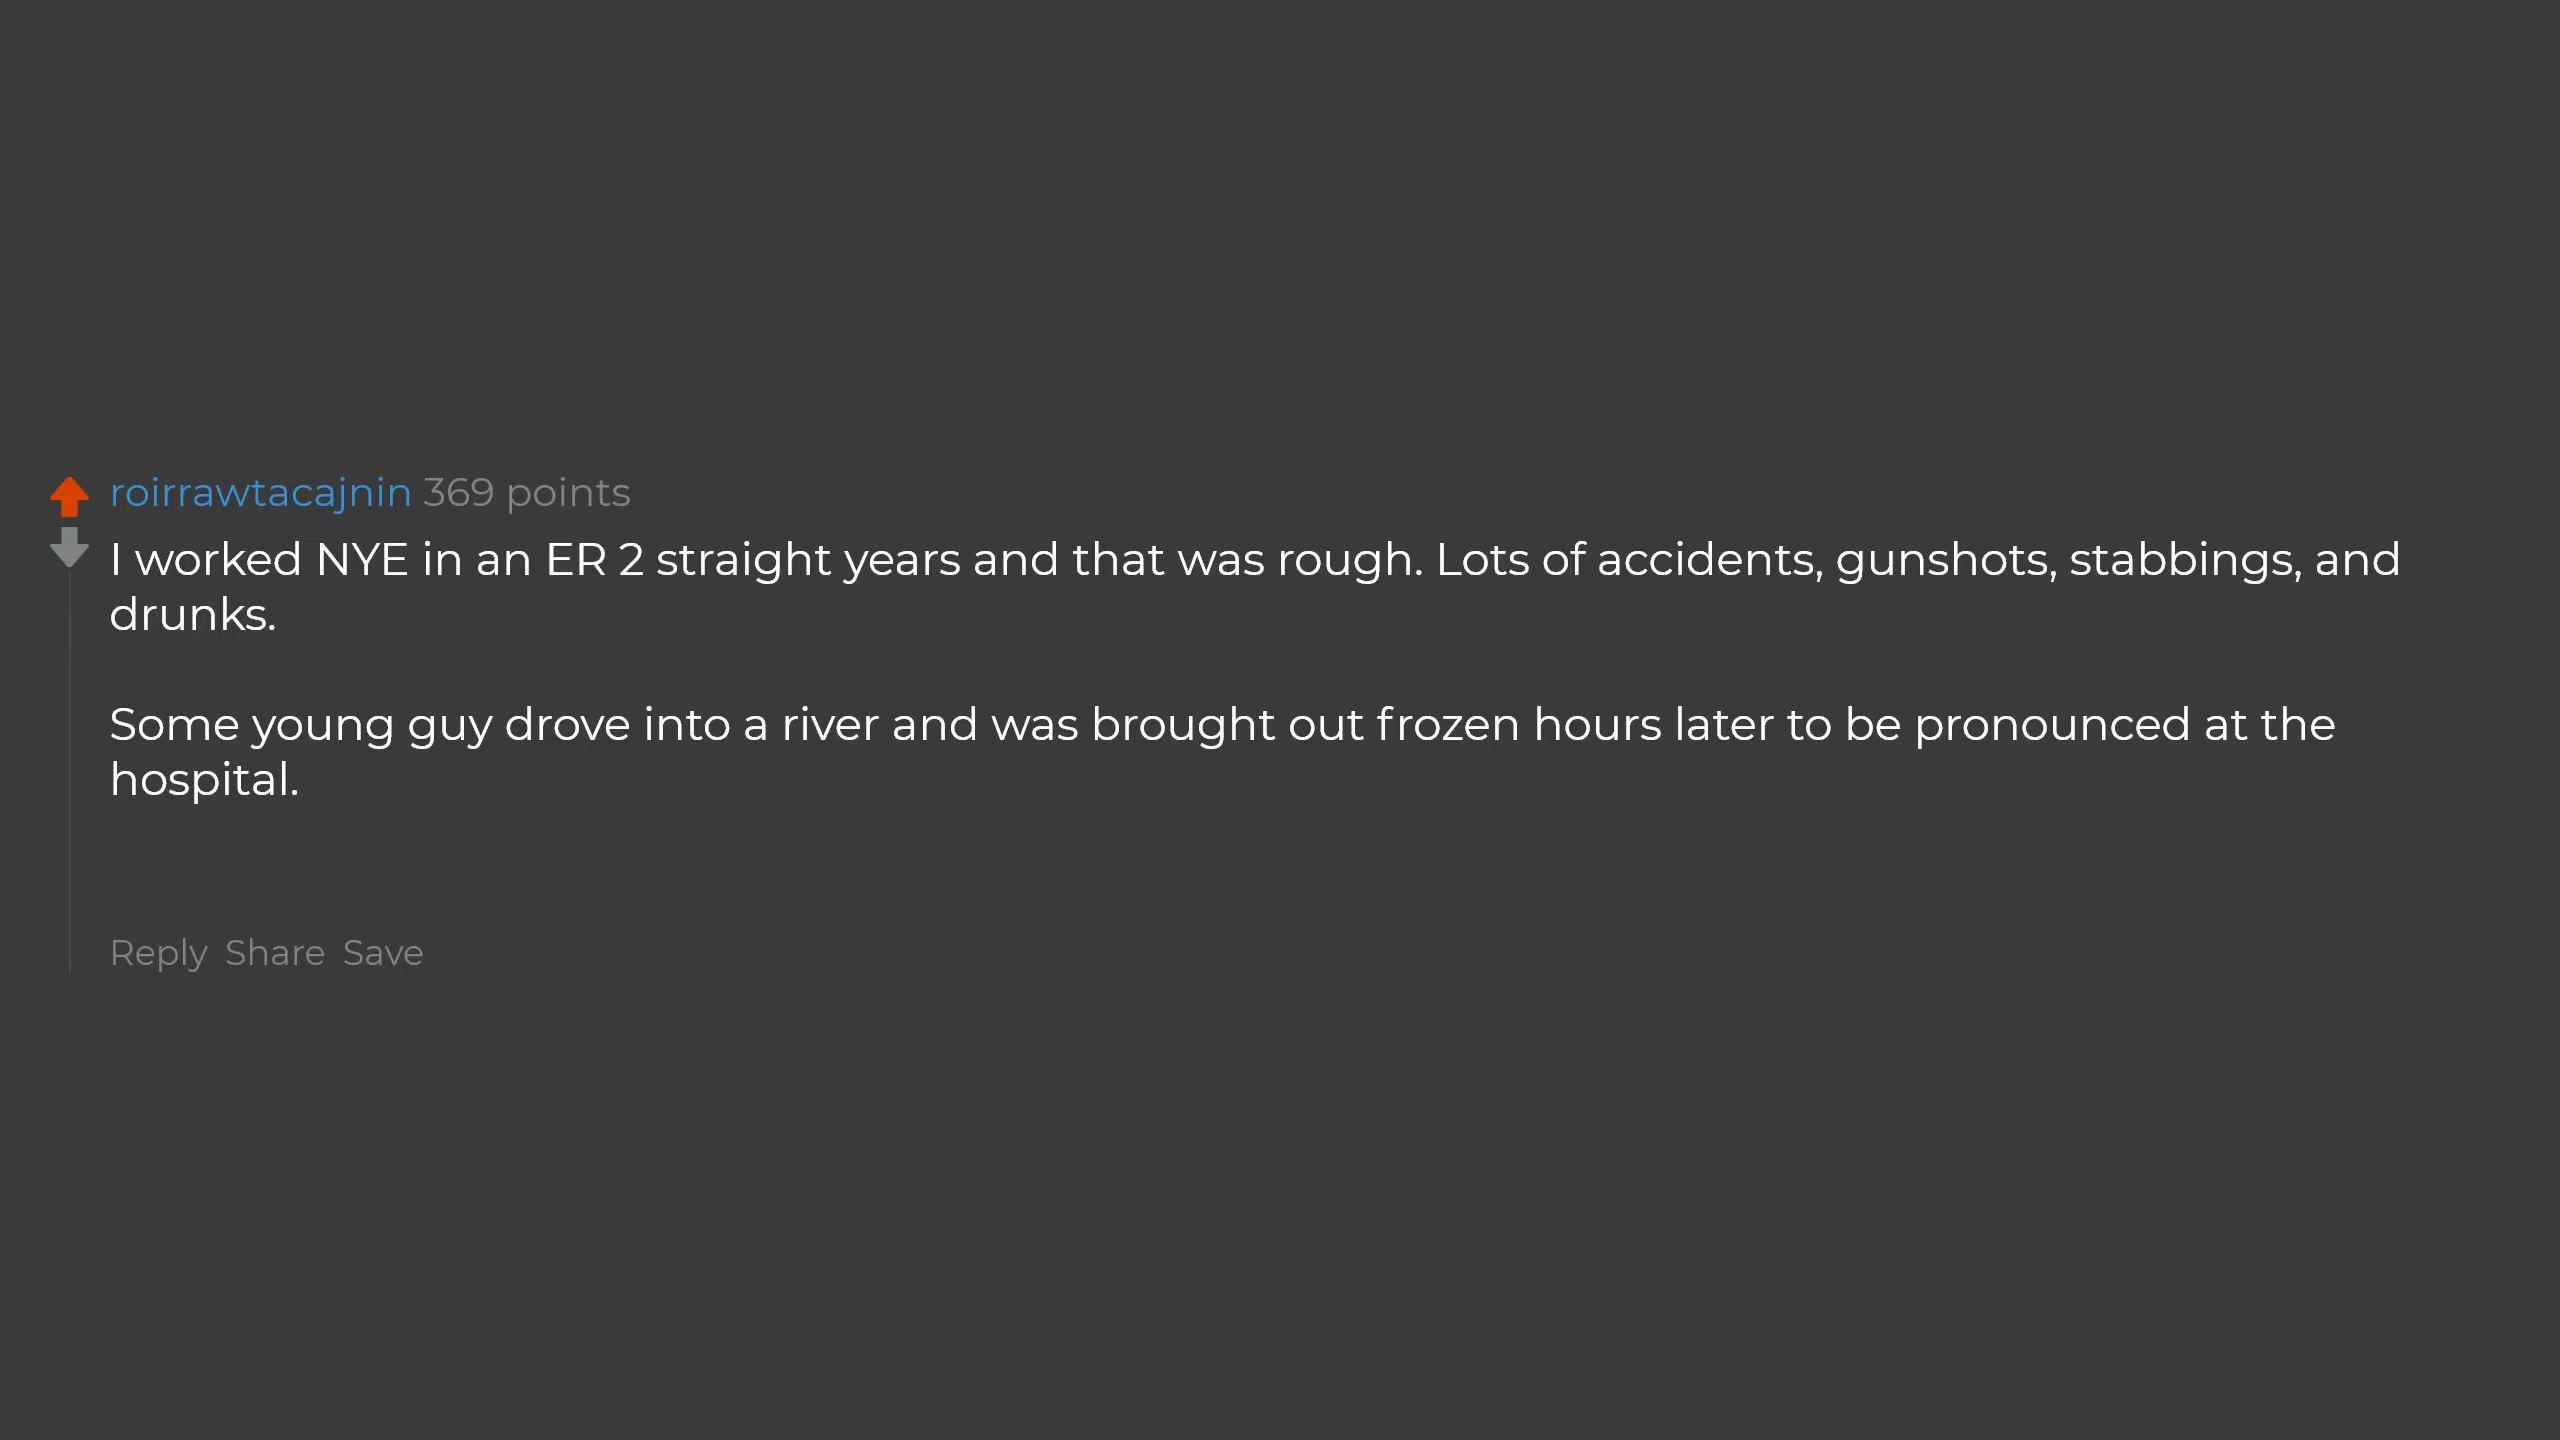 roirrawtacajnin 369 points
I worked NYE in an ER 2 straight years and that was rough. Lots of accidents, gunshots, stabbings, and
drunks.
Some young guy drove into a river and was brought out frozen hours later to be pronounced at the
hospital.
Reply Share Save